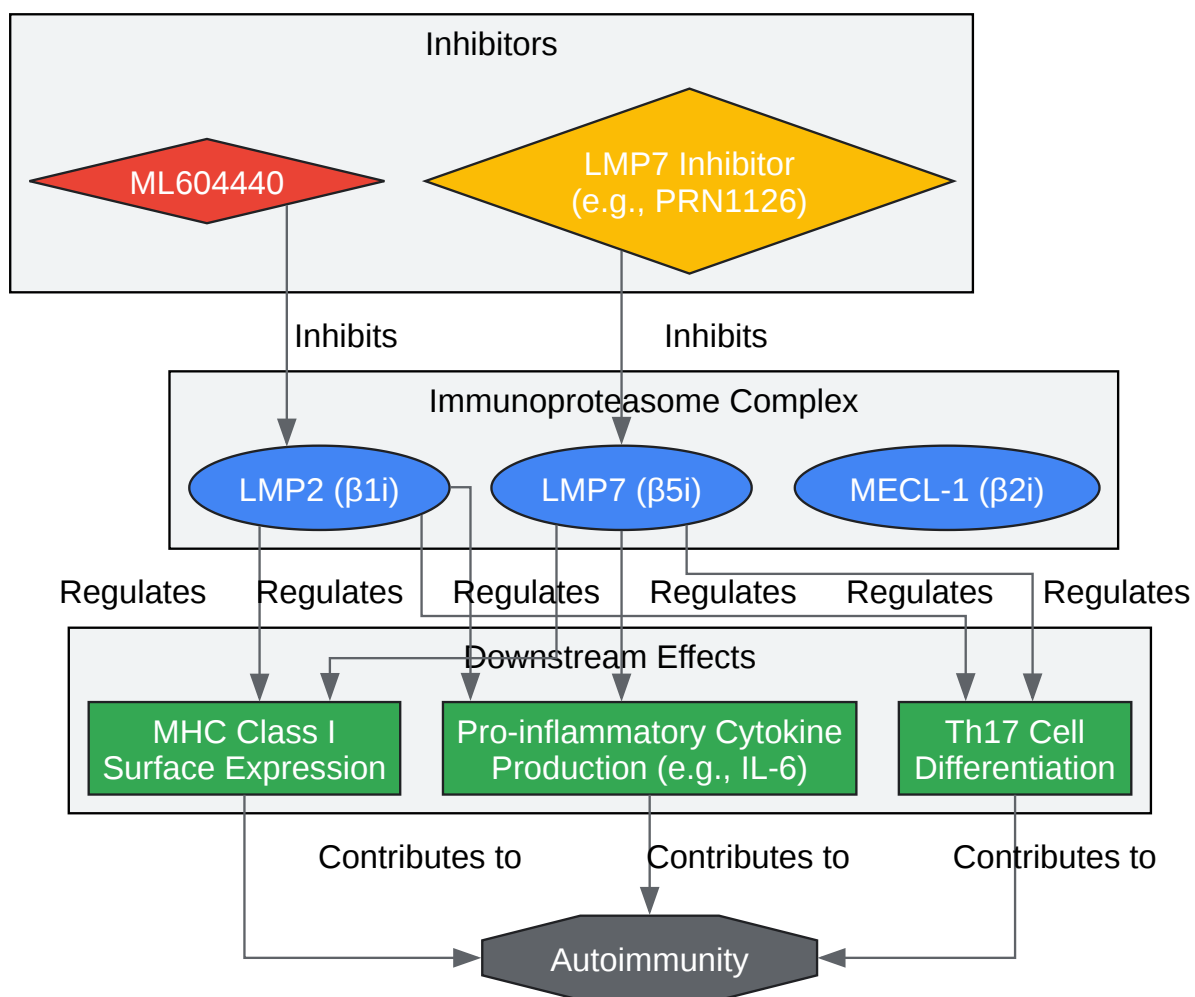 Inhibitors
ML604440
LMP7 Inhibitor
(e.g., PRN1126)
Inhibits
Inhibits
Immunoproteasome Complex
LMP2 (β1i)
LMP7 (β5i)
MECL-1 (β2i)
Regulates
Regulates
Regulates
Regulates
Regulates
Regulates
Downstream Effects
MHC Class I
Surface Expression
Pro-inflammatory Cytokine
Production (e.g., IL-6)
Th17 Cell
Differentiation
Contributes to
Contributes to
Contributes to
Autoimmunity